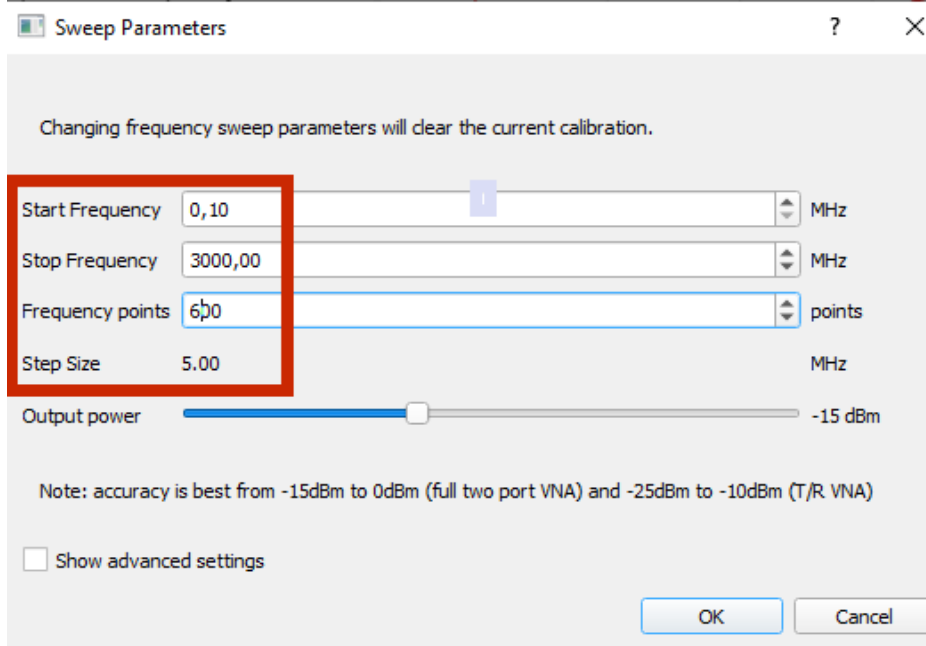 Sweep Parameters ?
Changing frequency sweep parameters will clear the current calibration.
Start Frequency 0,10 MHz
Stop Frequency 3000,00 MHz
Frequency points 600 points
Step Size 5.00 MHz
Output power -15 dBm
Note: accuracy is best from -15dBm to 0dBm (full two port VNA) and -25dBm to -10dBm (T/R VNA)
Show advanced settings
OK Cancel